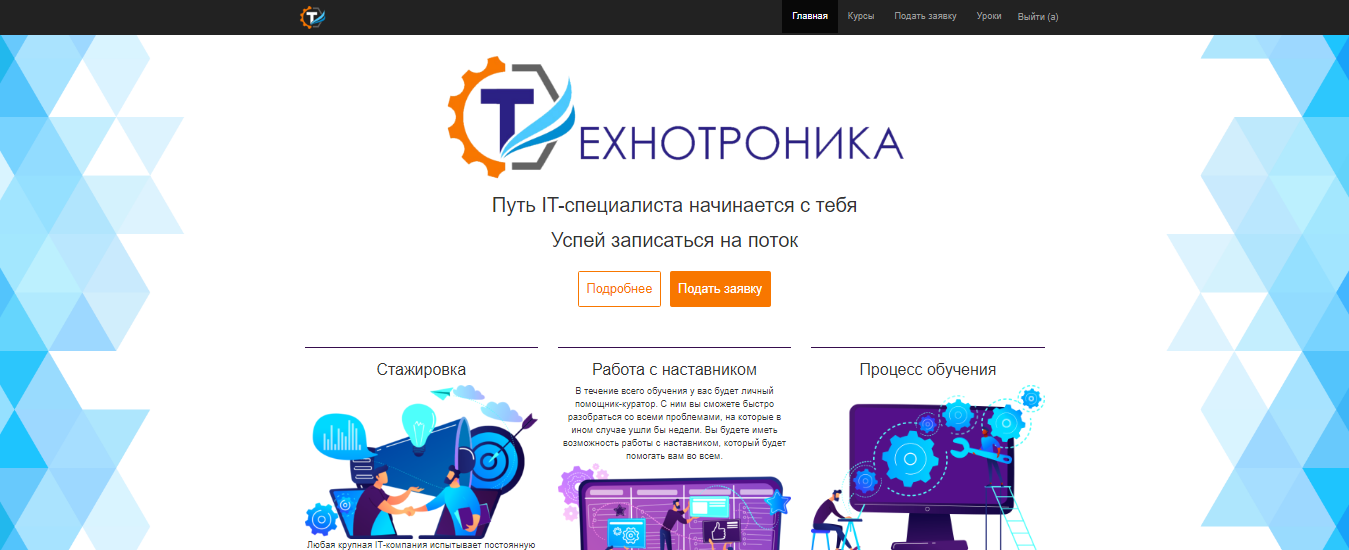 Т
Главная
Курсы
Подать заявку
Уроки
Выйти (а)
ТЕХНОТРОНИКА
Путь IT-специалиста начинается с тебя
Успей записаться на поток
Подробнее
Подать заявку
Стажировка
Любая крупная IT-компания испытывает постоянную
Работа с наставником
В течение всего обучения у вас будет личный
помощник-куратор. С ним вы сможете быстро
разобраться со всеми проблемами, на которые в
ином случае ушли бы недели. Вы будете иметь
возможность работы с наставником, который будет
помогать вам во всем.
Процесс обучения